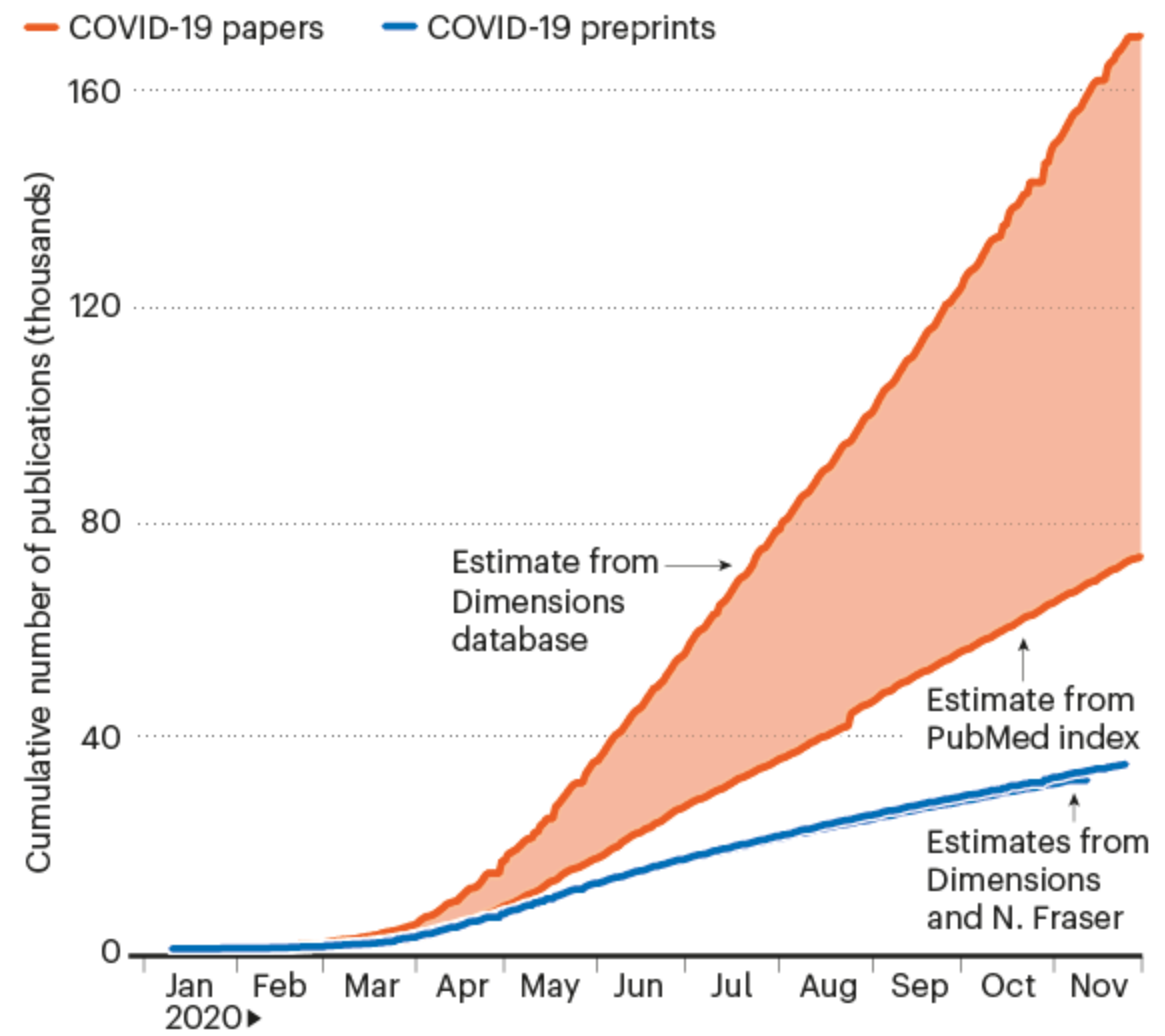 COVID-19 papers
COVID-19 preprints
160
120
80
40
0
Cumulative number of publications (thousands)
Estimate from
Dimensions
database
Estimate from
PubMed index
Estimates from
Dimensions
and N. Fraser
Jan Feb Mar Apr May Jun Jul Aug Sep Oct Nov
2020▶